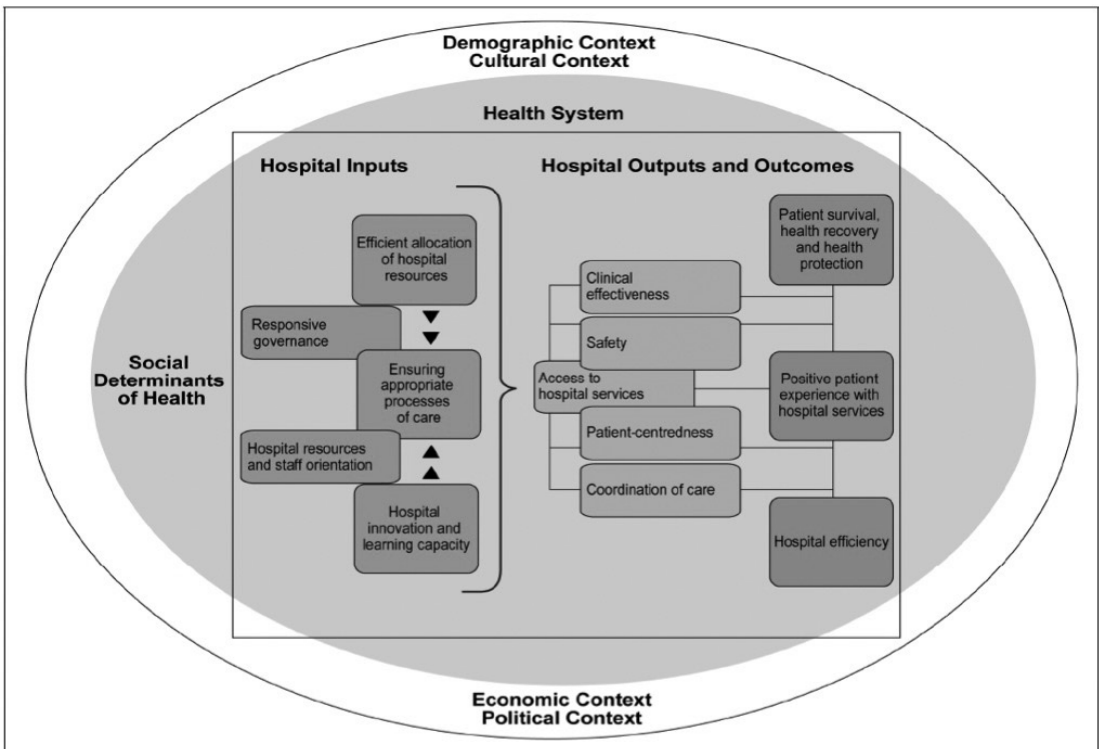 Demographic Context
Cultural Context
Health System
Hospital Inputs
Hospital Outputs and Outcomes
Efficient allocation
of hospital
resources
Responsive
governance
Ensuring
appropriate
processes
of care
Hospital resources
and staff orientation
Hospital
innovation and
learning capacity
Clinical
effectiveness
Safety
Access to
hospital services
Patient-centredness
Coordination of care
Patient survival,
health recovery
and health
protection
Positive patient
experience with
hospital services
Hospital efficiency
Social
Determinants
of Health
Economic Context
Political Context